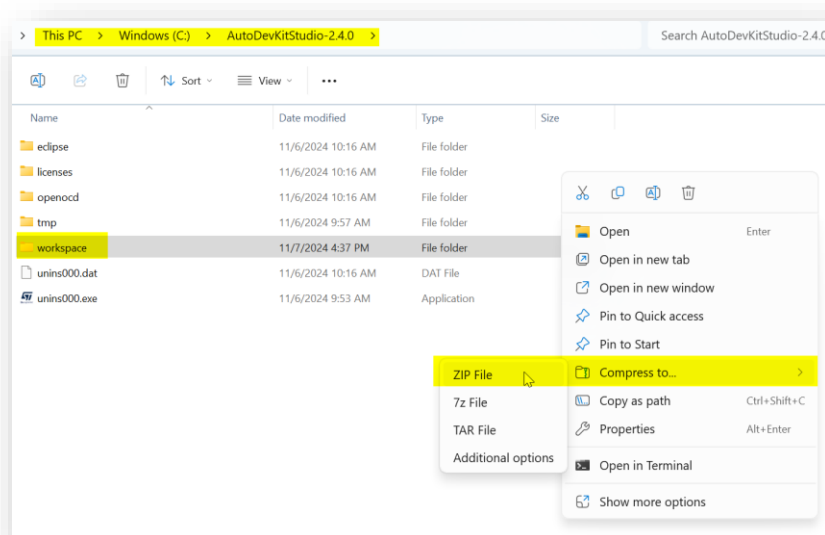 This PC > Windows (C:) > AutoDevKitStudio-2.4.0 > Search AutoDevKitStudio-2.4.0
Sort View
Name Date modified Type Size
eclipse 11/6/2024 10:16 AM File folder
licenses 11/6/2024 10:16 AM File folder
openocd 11/6/2024 10:16 AM File folder
tmp 11/6/2024 9:57 AM File folder
workspace 11/7/2024 4:37 PM File folder
unins000.dat 11/6/2024 10:16 AM DAT File
unins000.exe 11/6/2024 9:53 AM Application
Open Enter
Open in new tab
Open in new window
Pin to Quick access
Pin to Start
Compress to...
Copy as path Ctrl+Shift+C
Properties Alt+Enter
Open in Terminal
Show more options
ZIP File
7z File
TAR File
Additional options